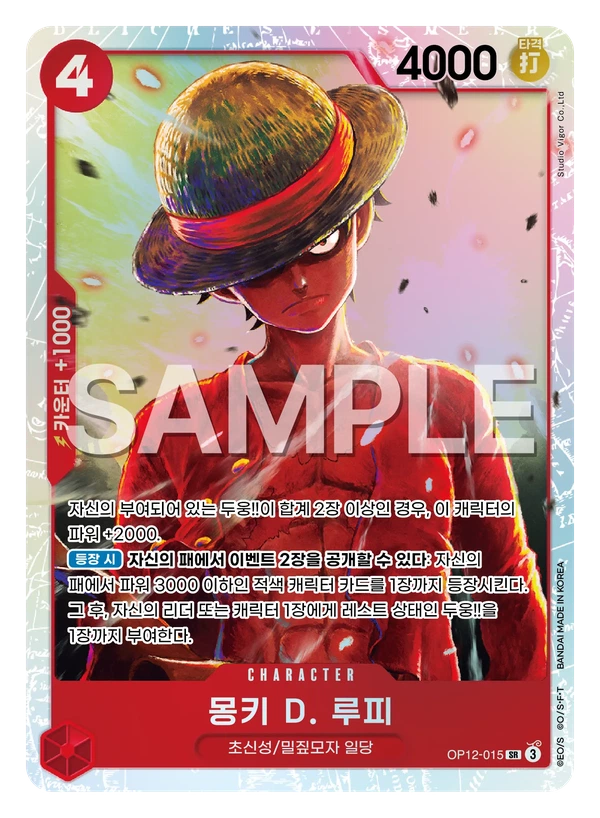 4
4000
타격
打
Studio Vigor Co.,Ltd
카운터 +1000
SAMPLE
자신의 부여되어 있는 두웅!!이 합계 2장 이상인 경우, 이 캐릭터의
파워 +2000.
등장 시 자신의 패에서 이벤트 2장을 공개할 수 있다: 자신의
패에서 파워 3000 이하인 적색 캐릭터 카드를 1장까지 등장시킨다.
그 후, 자신의 리더 또는 캐릭터 1장에게 레스트 상태인 두웅!!을
1장까지 부여한다.
CHARACTER
몽키 D. 루피
초신성/밀짚모자 일당
OP12-015 SR 3
©E.O/S ©O/S·F·T BANDAI MADE IN KOREA